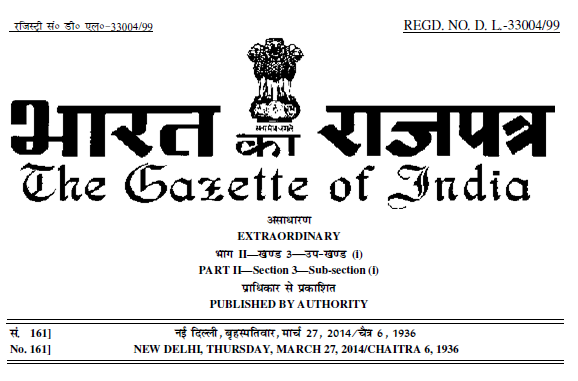 रजिस्ट्री सं० डी० एल०-33004/99
REGD. NO. D. L.-33004/99
सत्यमेव जयते
भारत का राजपत्र
The Gazette of India
असाधारण
EXTRAORDINARY
भाग II—खण्ड 3—उप-खण्ड (i)
PART II—Section 3—Sub-section (i)
प्राधिकार से प्रकाशित
PUBLISHED BY AUTHORITY
सं. 161]
नई दिल्ली, बृहस्पतिवार, मार्च 27, 2014/चैत्र 6, 1936
No. 161]
NEW DELHI, THURSDAY, MARCH 27, 2014/CHAITRA 6, 1936